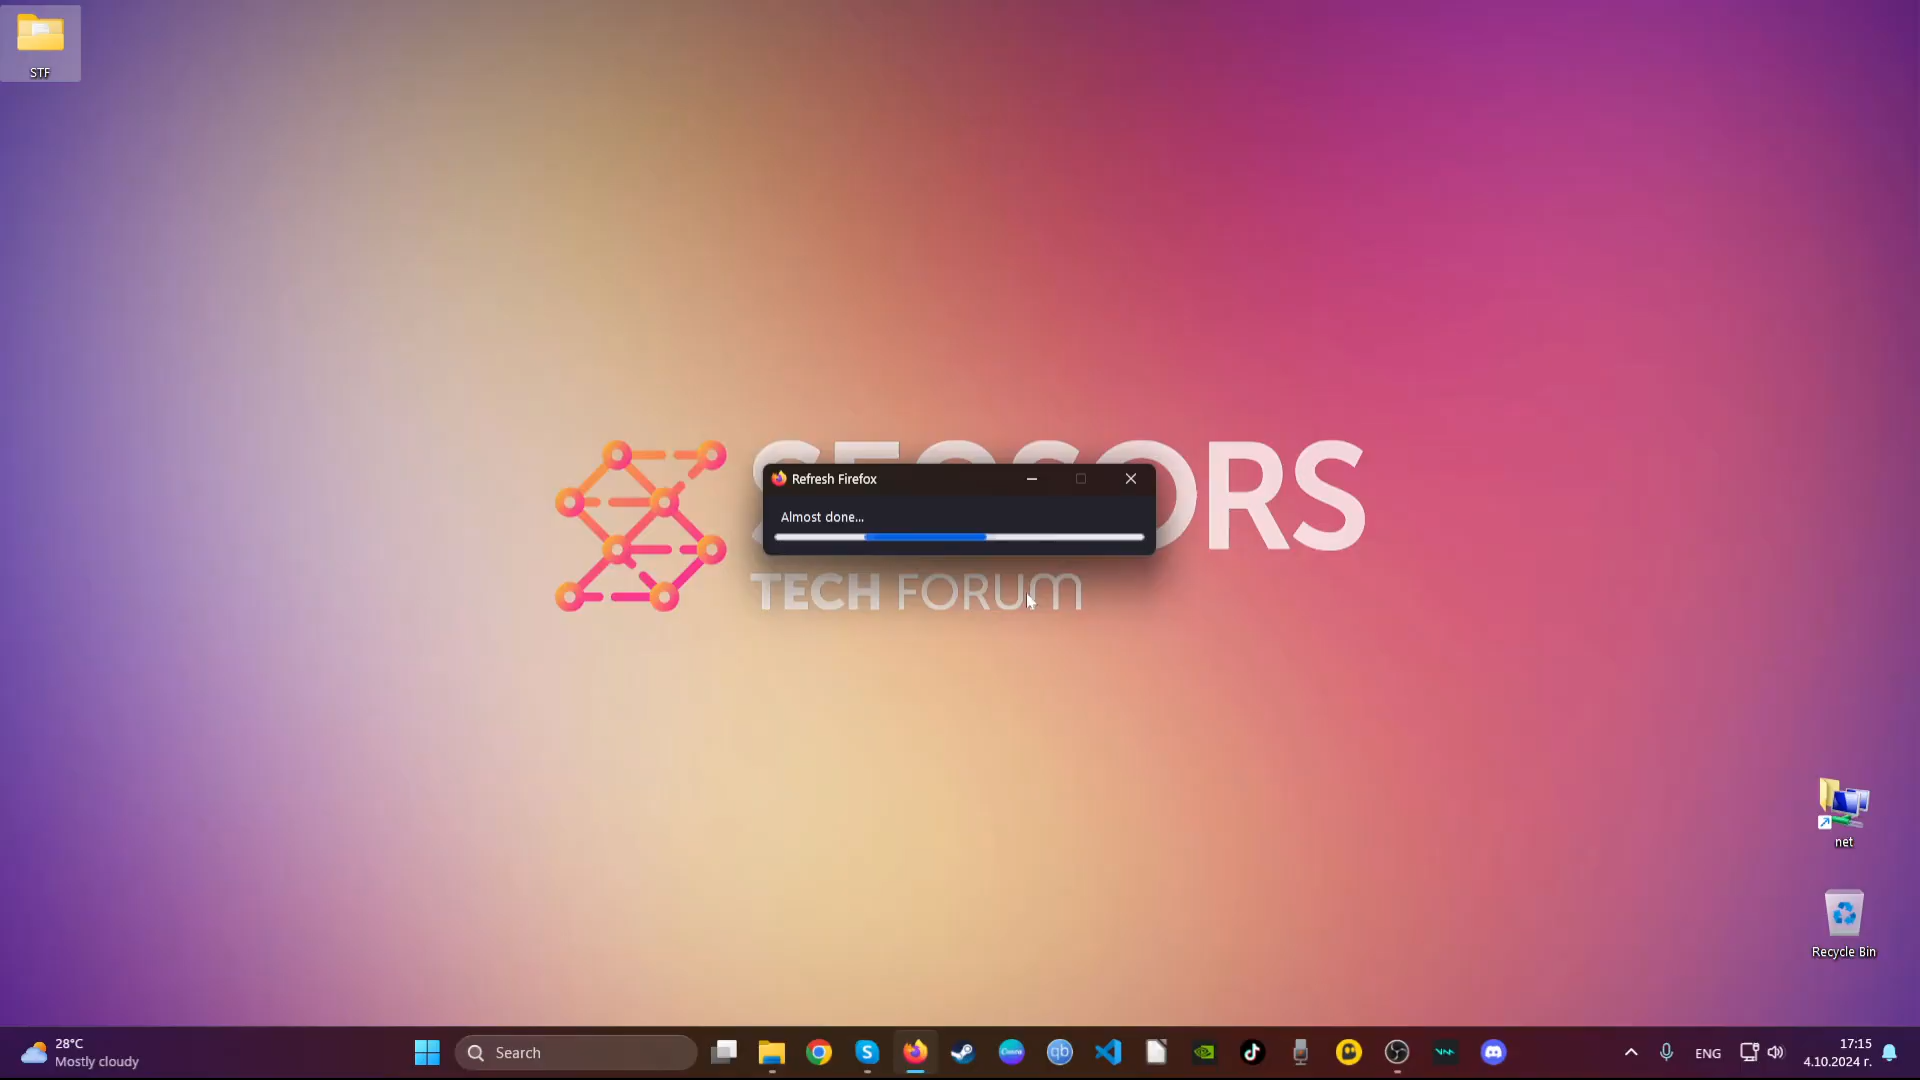 STF
Refresh Firefox
Almost done...
ORS
TECH FORUM
net
Recycle Bin
28°C
Mostly cloudy
Search
ENG
17:15
4.10.2024 г.